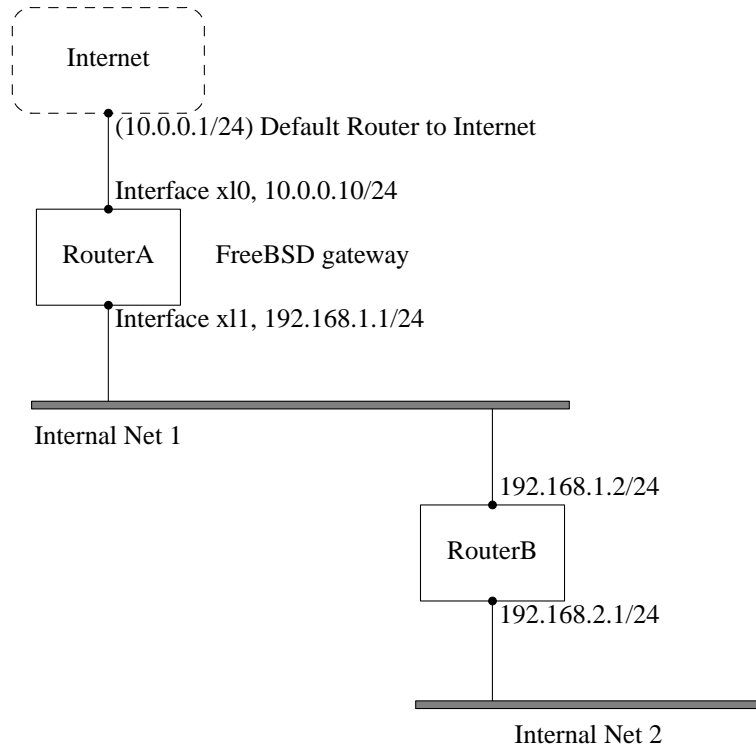 Internet
(10.0.0.1/24) Default Router to Internet
Interface xl0, 10.0.0.10/24
RouterA
FreeBSD gateway
Interface xl1, 192.168.1.1/24
Internal Net 1
192.168.1.2/24
RouterB
192.168.2.1/24
Internal Net 2